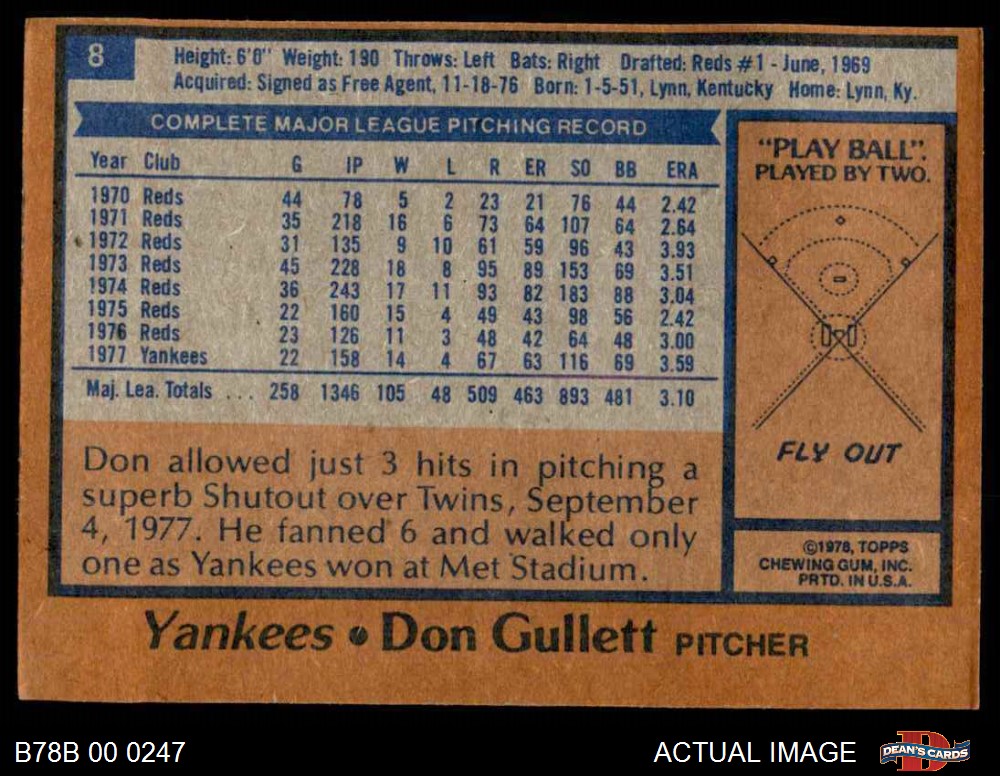 8
Height: 6'0" Weight: 190 Throws: Left Bats: Right Drafted: Reds #1 - June, 1969
Acquired: Signed as Free Agent, 11-18-76 Born: 1-5-51, Lynn, Kentucky Home: Lynn, Ky.
COMPLETE MAJOR LEAGUE PITCHING RECORD
Year Club G IP W L R ER SO BB ERA
1970 Reds 44 78 5 2 23 21 76 44 2.42
1971 Reds 35 218 16 6 73 64 107 64 2.64
1972 Reds 31 135 9 10 61 59 96 43 3.93
1973 Reds 45 228 18 8 95 89 153 69 3.51
1974 Reds 36 243 17 11 93 82 183 88 3.04
1975 Reds 22 160 15 4 49 43 98 56 2.42
1976 Reds 23 126 11 3 48 42 64 48 3.00
1977 Yankees 22 158 14 4 67 63 116 69 3.59
Maj. Lea. Totals ... 258 1346 105 48 509 463 893 481 3.10
Don allowed just 3 hits in pitching a
superb Shutout over Twins, September
4, 1977. He fanned 6 and walked only
one as Yankees won at Met Stadium.
"PLAY BALL".
PLAYED BY TWO.
FLY OUT
©1978, TOPPS
CHEWING GUM, INC.
PRTD. IN U.S.A.
Yankees • Don Gullett PITCHER
B78B 00 0247
ACTUAL IMAGE
DEAN'S CARDS